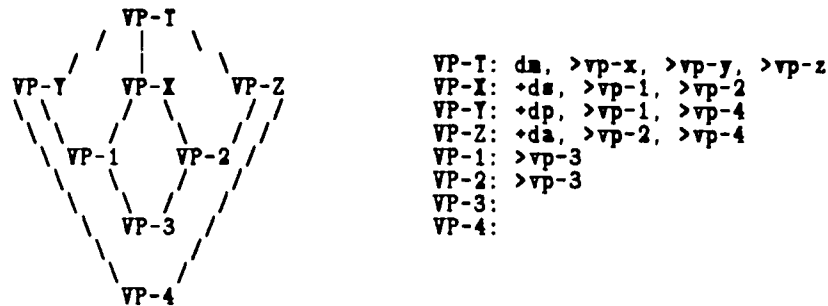 VP-T
VP-Y VP-X VP-Z
VP-1 VP-2
VP-3
VP-4
VP-T: dm, >vp-x, >vp-y, >vp-z
VP-X: +ds, >vp-1, >vp-2
VP-Y: +dp, >vp-1, >vp-4
VP-Z: +da, >vp-2, >vp-4
VP-1: >vp-3
VP-2: >vp-3
VP-3:
VP-4: